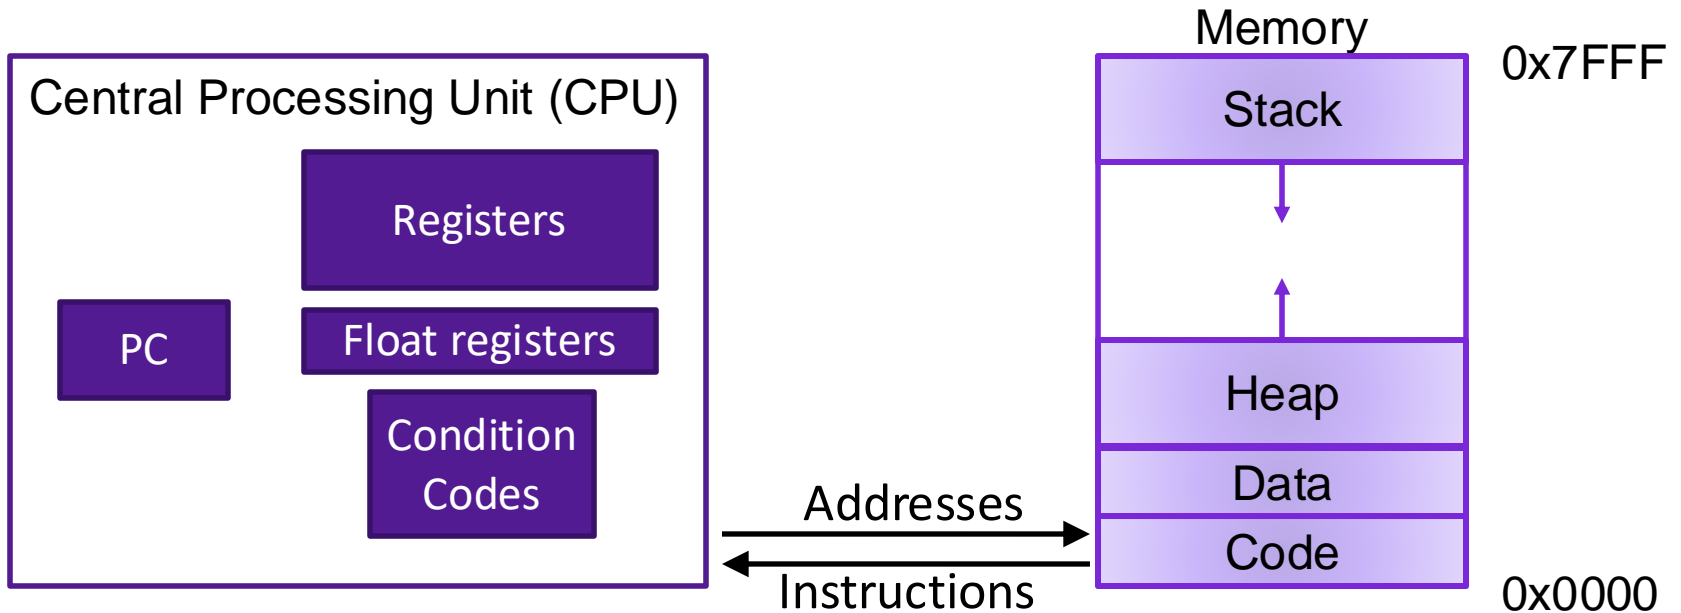 Central Processing Unit (CPU)
Registers
PC
Float registers
Condition
Codes
Addresses
Instructions
Memory
0x7FFF
Stack
Heap
Data
Code
0x0000